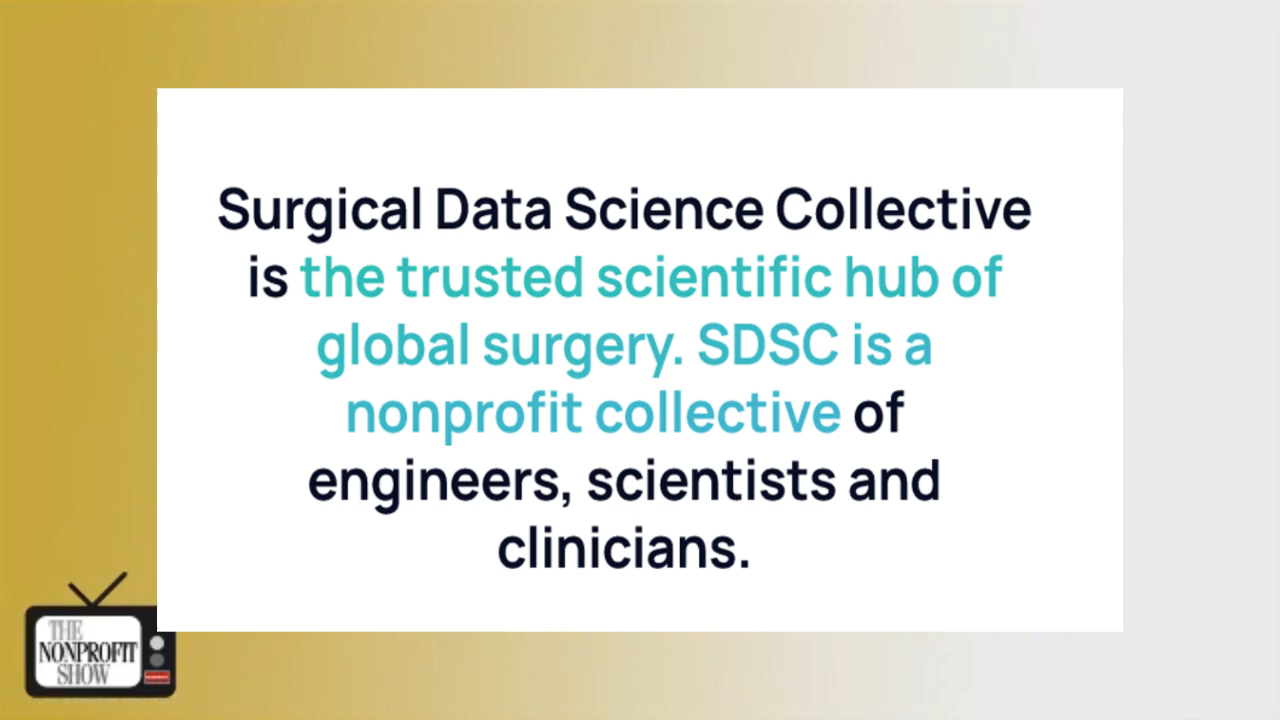 Surgical Data Science Collective
is the trusted scientific hub of
global surgery. SDSC is a
nonprofit collective of
engineers, scientists and
clinicians.
THE
NONPROFIT
SHOW